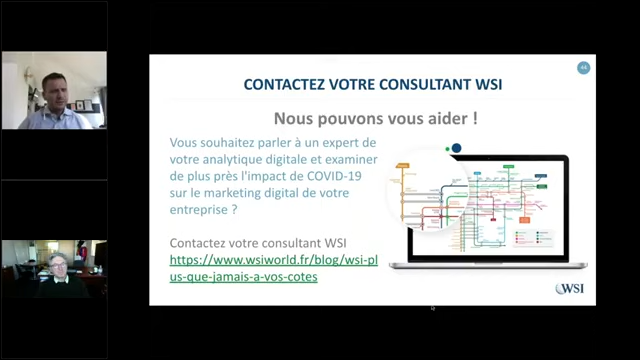 44
CONTACTEZ VOTRE CONSULTANT WSI
Nous pouvons vous aider !
Vous souhaitez parler à un expert de
votre analytique digitale et examiner
de plus près l'impact de COVID-19
sur le marketing digital de votre
entreprise ?
Contactez votre consultant WSI
https://www.wsiworld.fr/blog/wsi-pl
us-que-jamais-a-vos-cotes
WSI